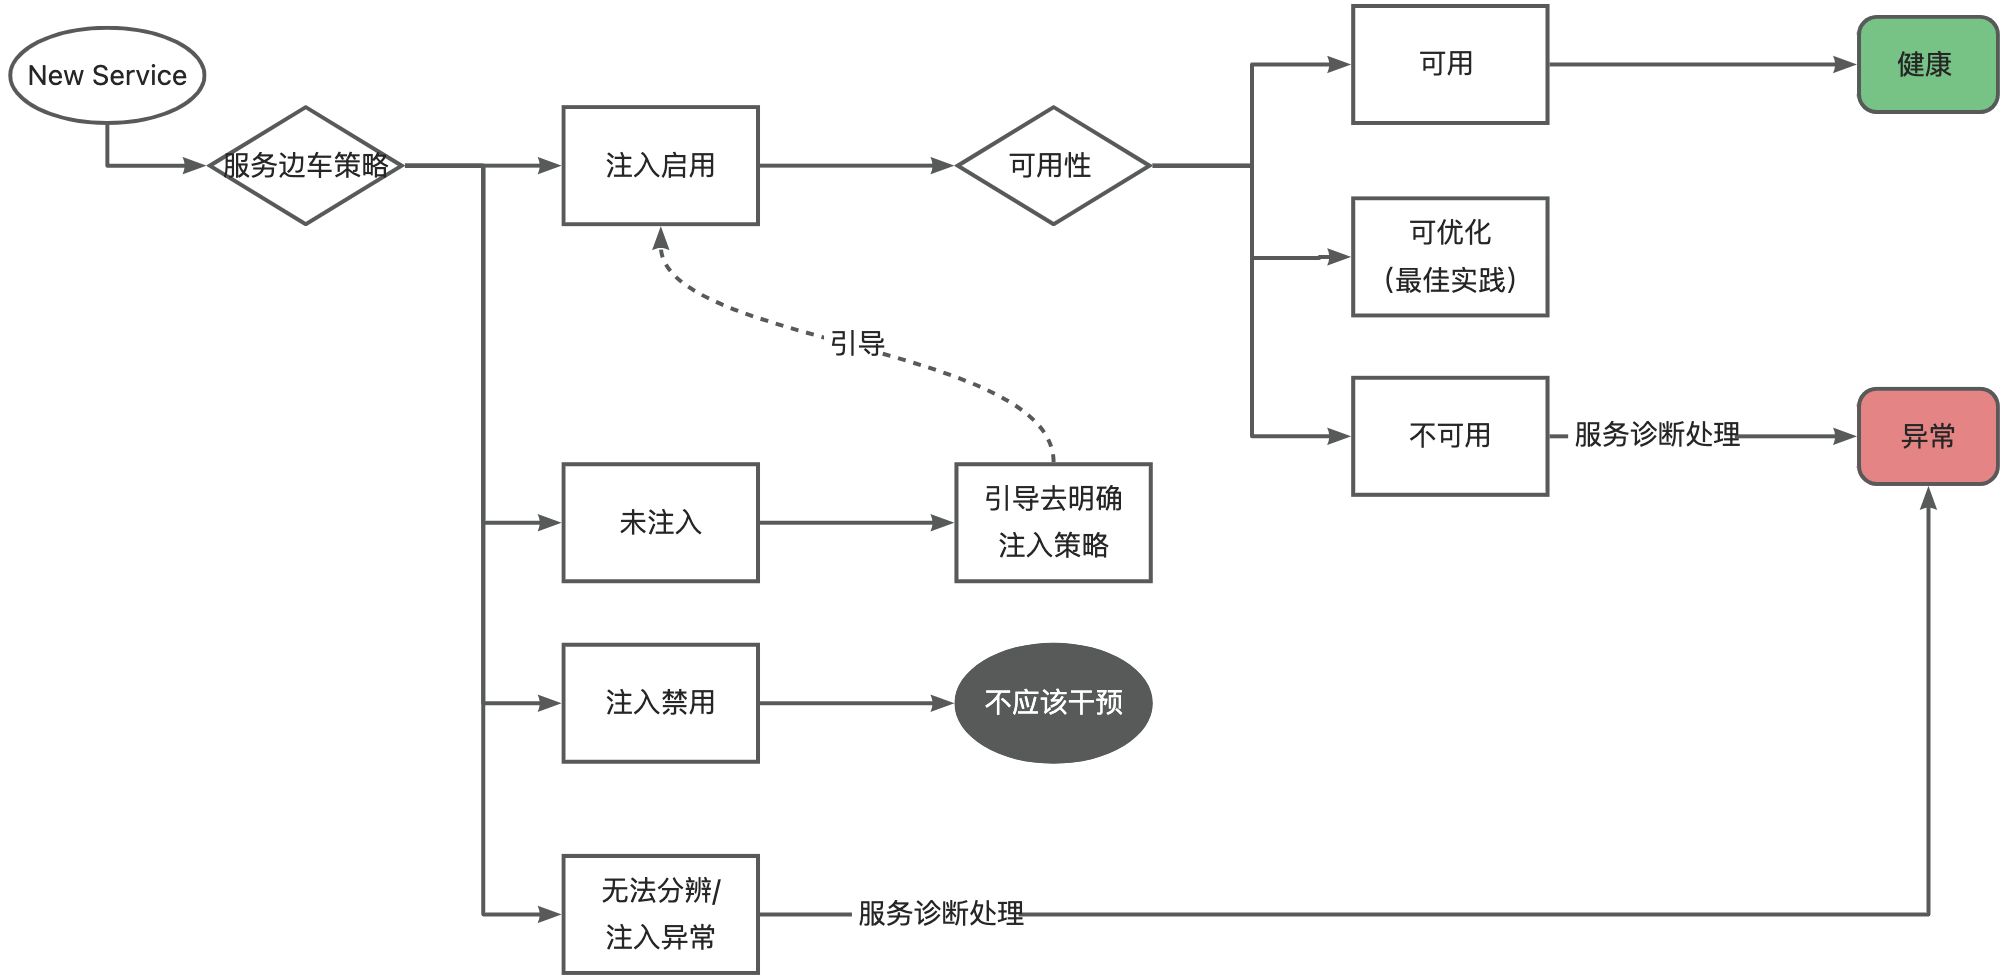 New Service
服务边车策略
注入启用
可用性
可用
健康
可优化
(最佳实践)
引导
不可用
服务诊断处理
异常
未注入
引导去明确
注入策略
注入禁用
不应该干预
无法分辨/
注入异常
服务诊断处理